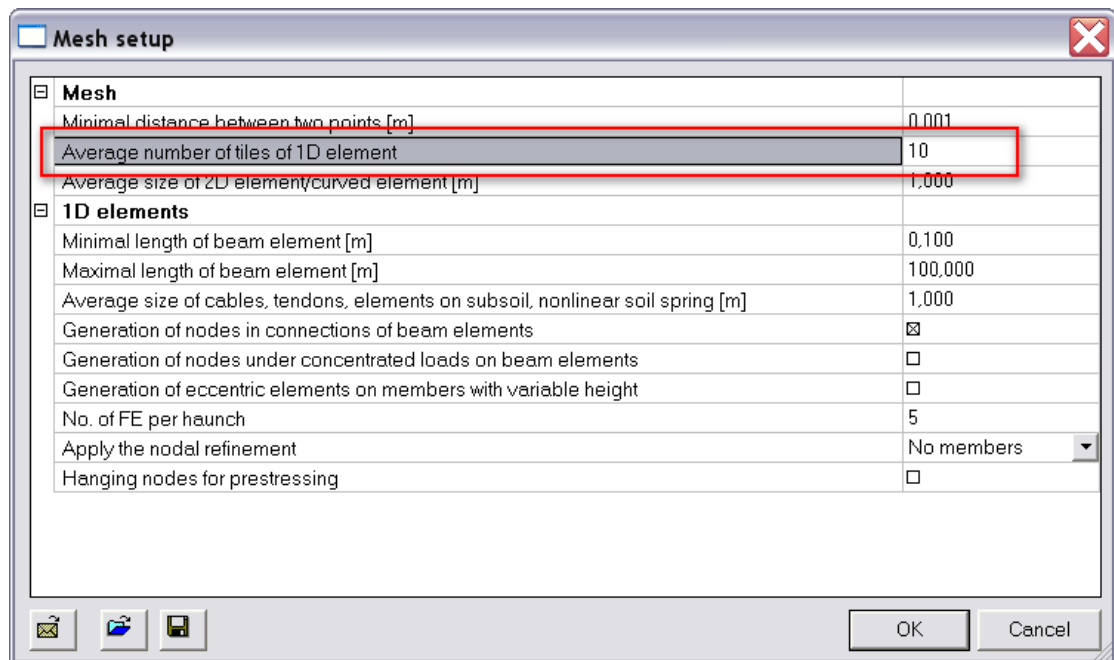 Mesh setup
Mesh
Minimal distance between two points [m] 0,001
Average number of tiles of 1D element 10
Average size of 2D element/curved element [m] 1,000
1D elements
Minimal length of beam element [m] 0,100
Maximal length of beam element [m] 100,000
Average size of cables, tendons, elements on subsoil, nonlinear soil spring [m] 1,000
Generation of nodes in connections of beam elements
Generation of nodes under concentrated loads on beam elements
Generation of eccentric elements on members with variable height
No. of FE per haunch 5
Apply the nodal refinement No members
Hanging nodes for prestressing
OK Cancel